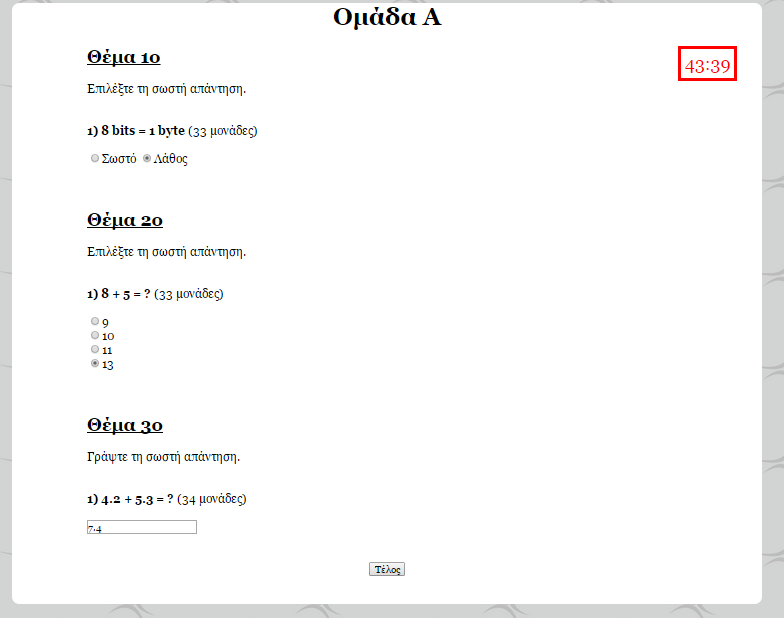 Ομάδα Α
43:39
Θέμα 1ο
Επιλέξτε τη σωστή απάντηση.
1) 8 bits = 1 byte (33 μονάδες)
Σωστό Λάθος
Θέμα 2ο
Επιλέξτε τη σωστή απάντηση.
1) 8 + 5 = ? (33 μονάδες)
9
10
11
13
Θέμα 3ο
Γράψτε τη σωστή απάντηση.
1) 4.2 + 5.3 = ? (34 μονάδες)
7.4
Τέλος